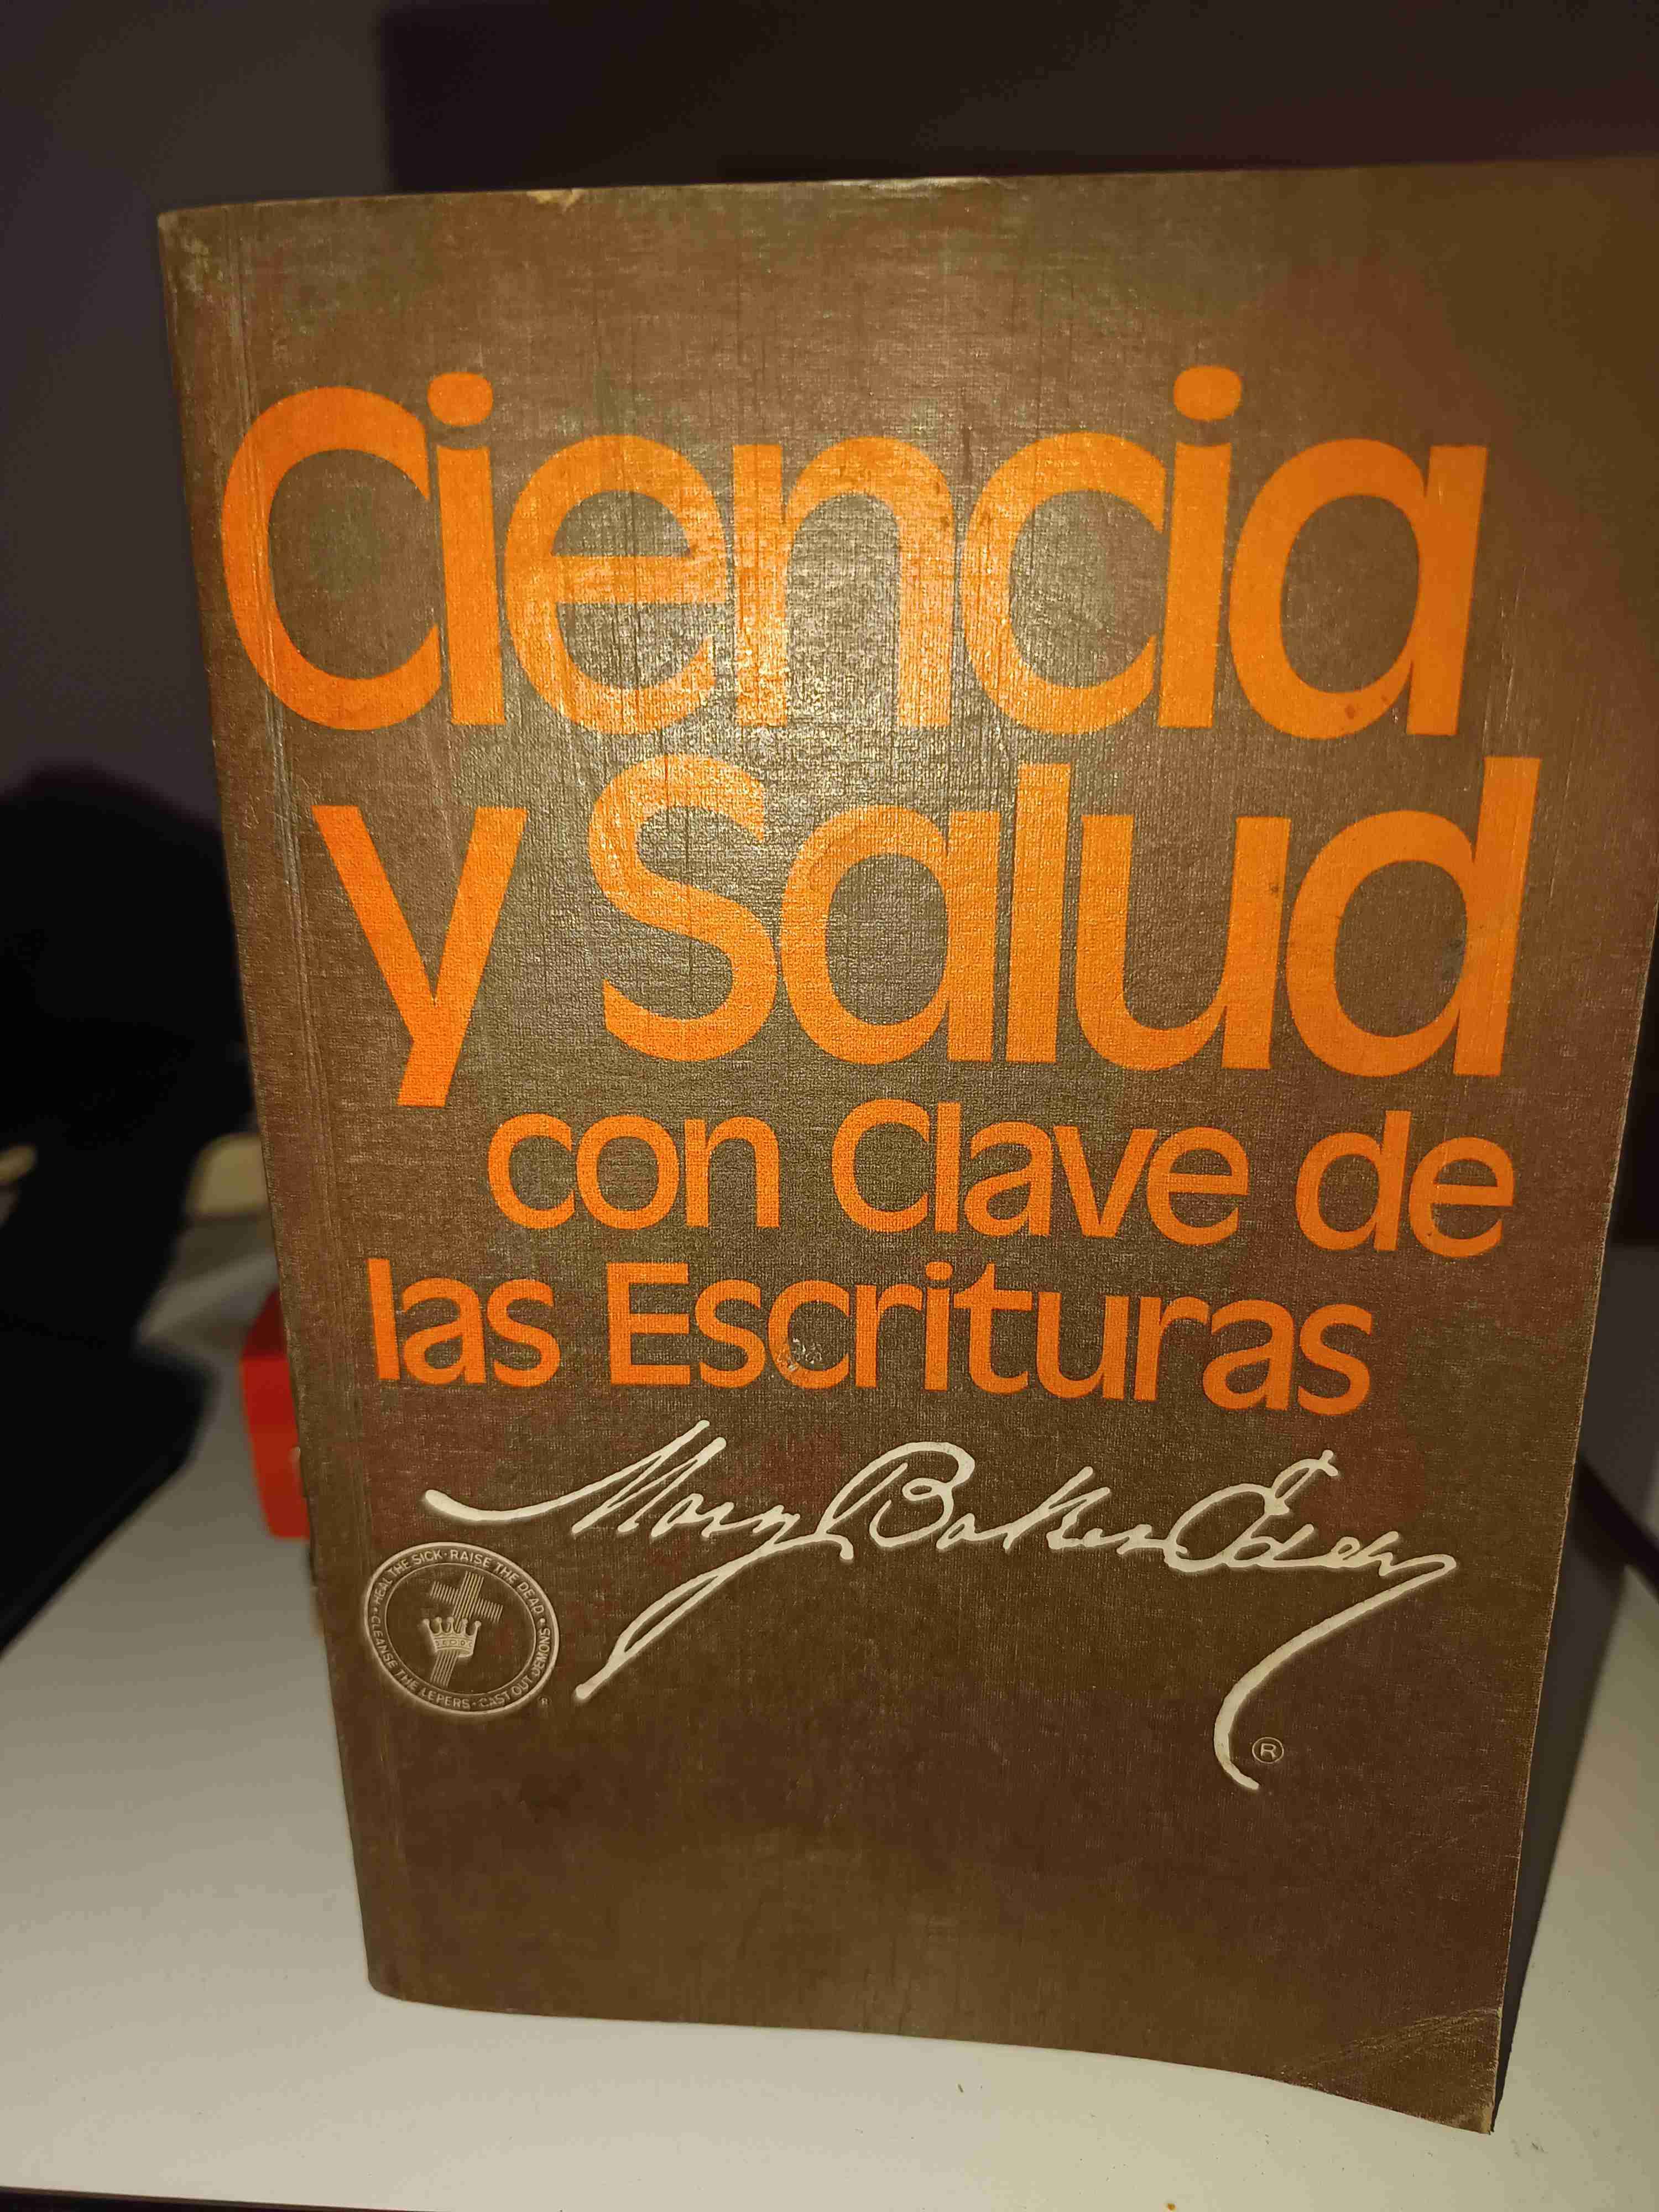 Ciencia
y Salud
con Clave de
las Escrituras
Mary Baker Eddy
®
HEAL THE SICK · RAISE THE DEAD · CLEANSE THE LEPERS · CAST OUT DEMONS ·
®